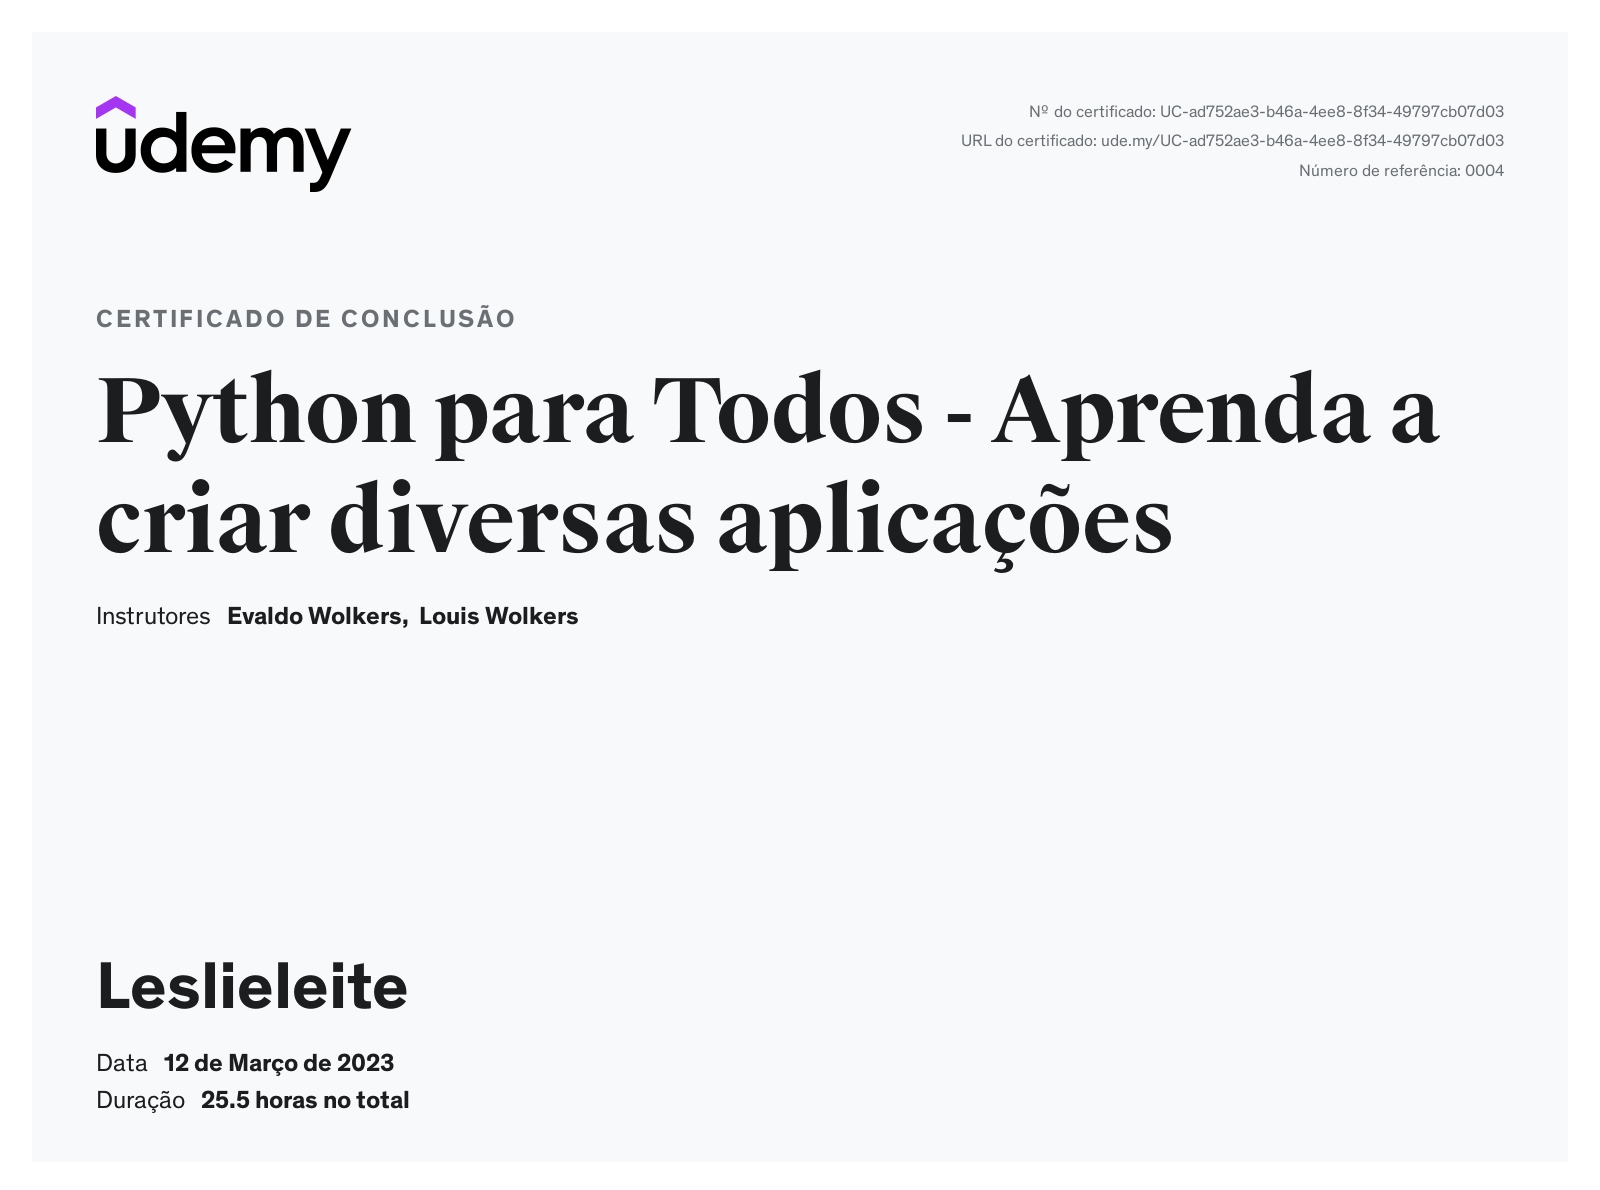 udemy
Nº do certificado: UC-ad752ae3-b46a-4ee8-8f34-49797cb07d03
URL do certificado: ude.my/UC-ad752ae3-b46a-4ee8-8f34-49797cb07d03
Número de referência: 0004
CERTIFICADO DE CONCLUSÃO
Python para Todos - Aprenda a
criar diversas aplicações
Instrutores Evaldo Wolkers, Louis Wolkers
Leslieleite
Data 12 de Março de 2023
Duração 25.5 horas no total